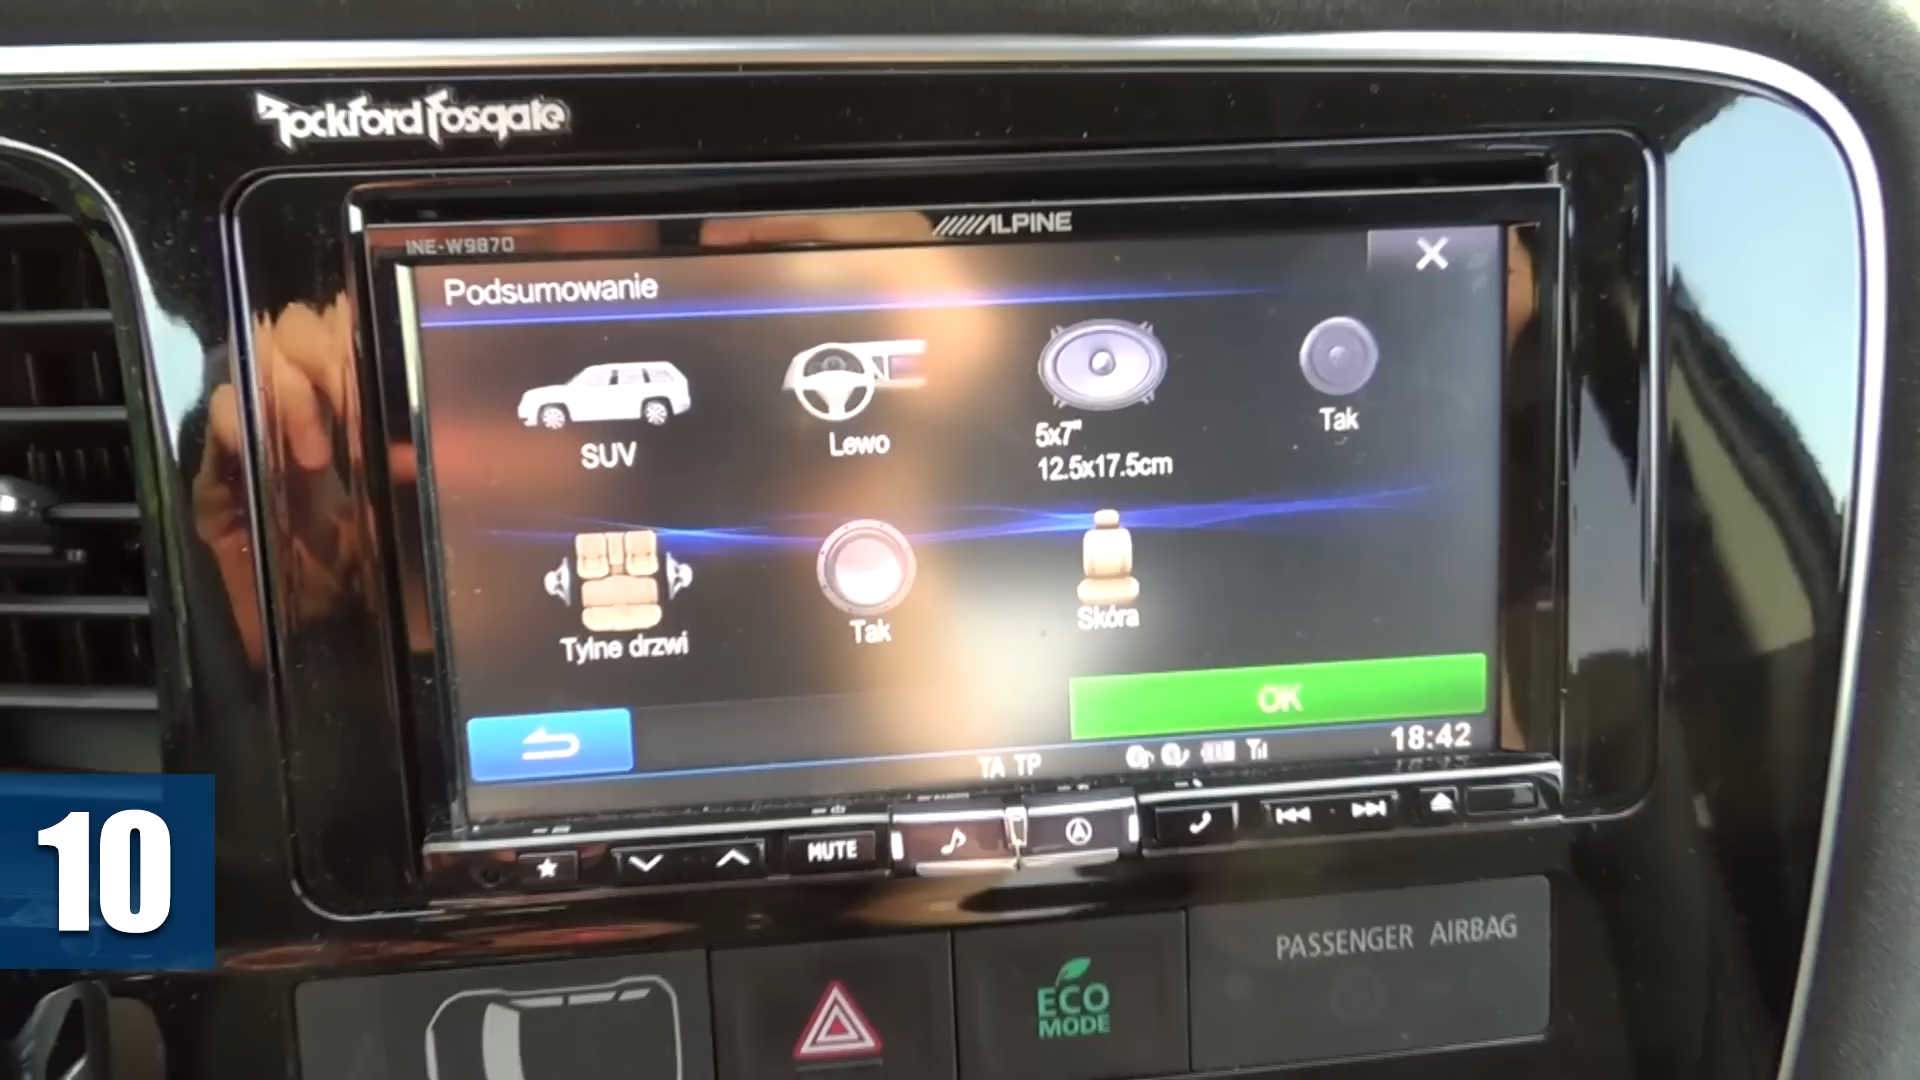 Rockford Fosgate
ALPINE
INE-W987D
Podsumowanie
SUV
Lewo
5x7"
12.5x17.5cm
Tak
Tylne drzwi
Tak
Skóra
OK
TA TP
18:42
MUTE
10
PASSENGER AIRBAG
ECO
MODE